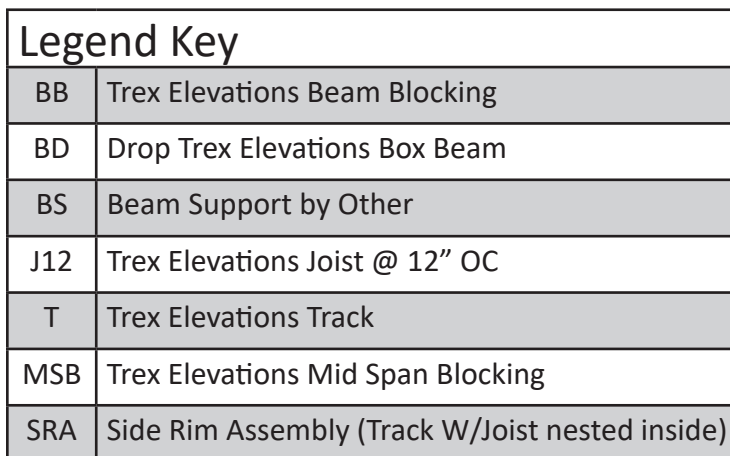 Legend Key
BB Trex Elevations Beam Blocking
BD Drop Trex Elevations Box Beam
BS Beam Support by Other
J12 Trex Elevations Joist @ 12” OC
T Trex Elevations Track
MSB Trex Elevations Mid Span Blocking
SRA Side Rim Assembly (Track W/Joist nested inside)